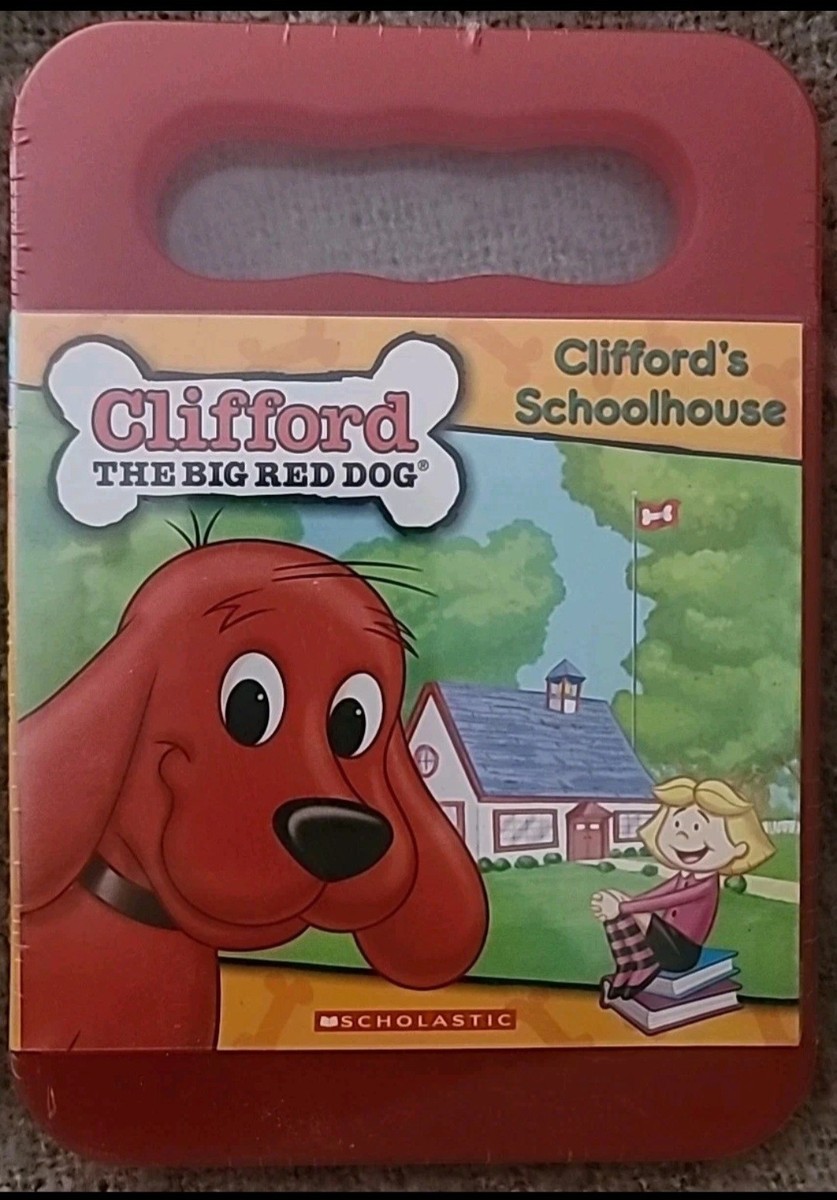 Clifford's
Schoolhouse
Clifford
THE BIG RED DOG®
SCHOLASTIC